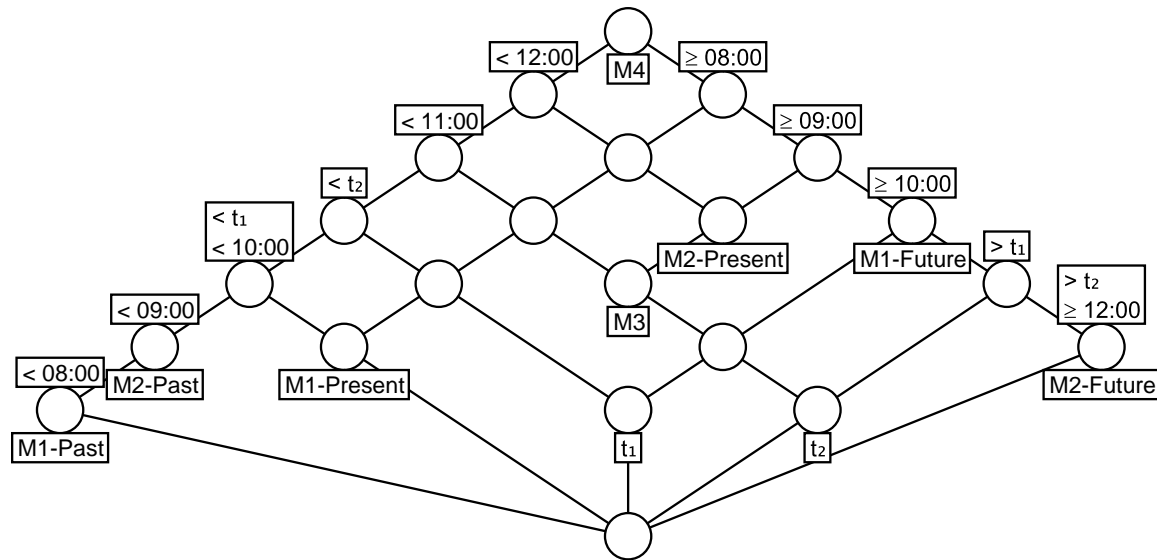 < 12:00
≥ 08:00
M4
< 11:00
≥ 09:00
< t₂
≥ 10:00
< t₁
< 10:00
M2-Present
M1-Future
> t₁
> t₂
≥ 12:00
< 09:00
M3
< 08:00
M2-Past
M1-Present
M2-Future
M1-Past
t₁
t₂